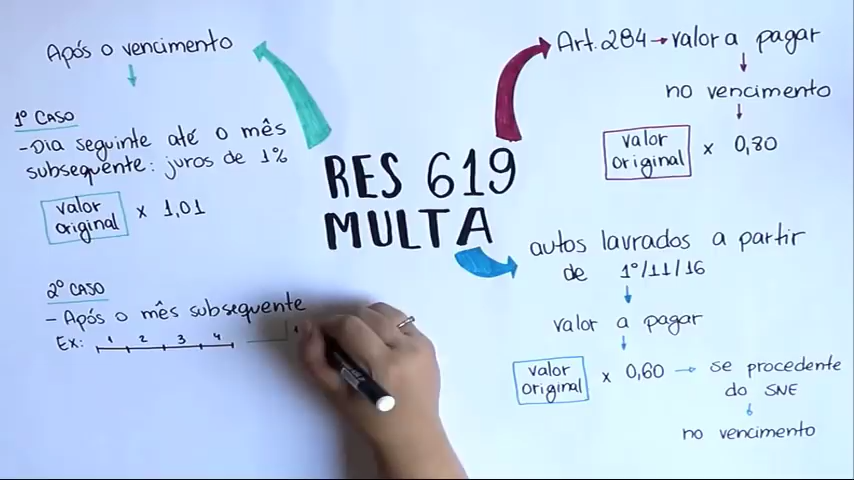 Após o vencimento
1º CASO
- Dia seguinte até o mês
subsequente: juros de 1%
valor
original x 1,01
2º CASO
- Após o mês subsequente
Ex: 1 2 3 4
RES 619
MULTA
Art. 284 → valor a pagar
no vencimento
valor
original x 0,80
autos lavrados a partir
de 1º/11/16
valor a pagar
valor
original x 0,60 → se procedente
do SNE
no vencimento